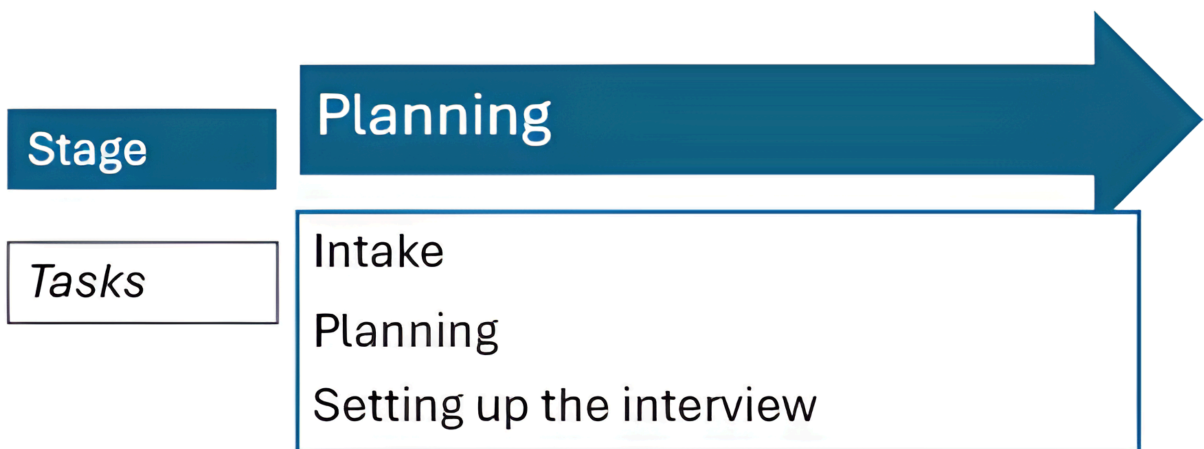 Stage
Planning
Tasks
Intake
Planning
Setting up the interview